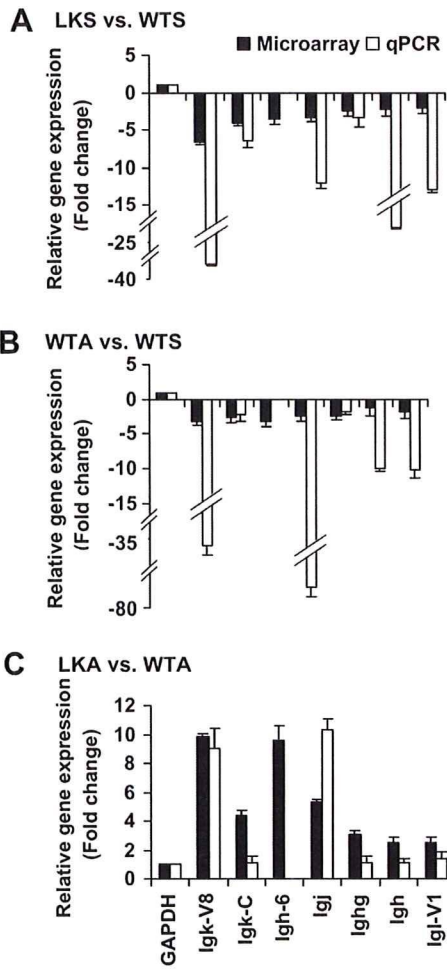 A LKS vs. WTS
Microarray qPCR
Relative gene expression
(Fold change)
5
0
-5
-10
-15
-25
-40
B WTA vs. WTS
Relative gene expression
(Fold change)
5
0
-5
-10
-15
-35
-80
C LKA vs. WTA
Relative gene expression
(Fold change)
12
10
8
6
4
2
0
GAPDH
Igk-V8
Igk-C
Igh-6
Igj
Ighg
Igh
Igl-V1